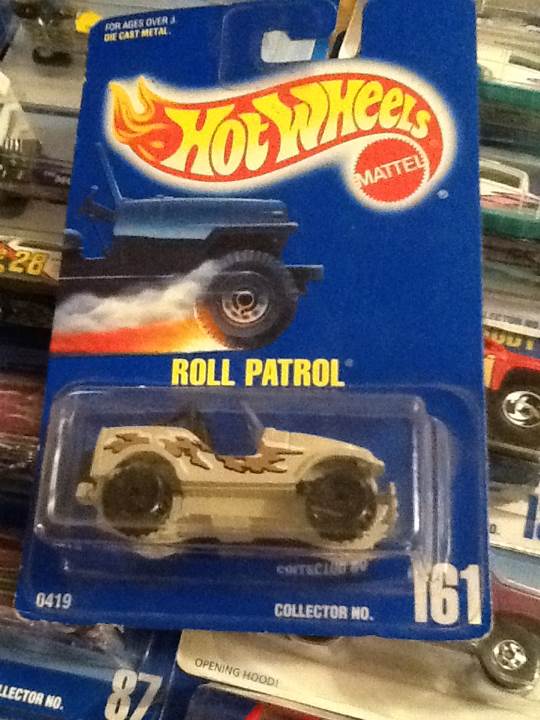 FOR AGES OVER 3.
DIE CAST METAL.
HOT WHEELS
MATTEL
®
28
ROLL PATROL®
0419
COLLECTOR NO. 161
OPENING HOOD!
COLLECTOR NO. 87